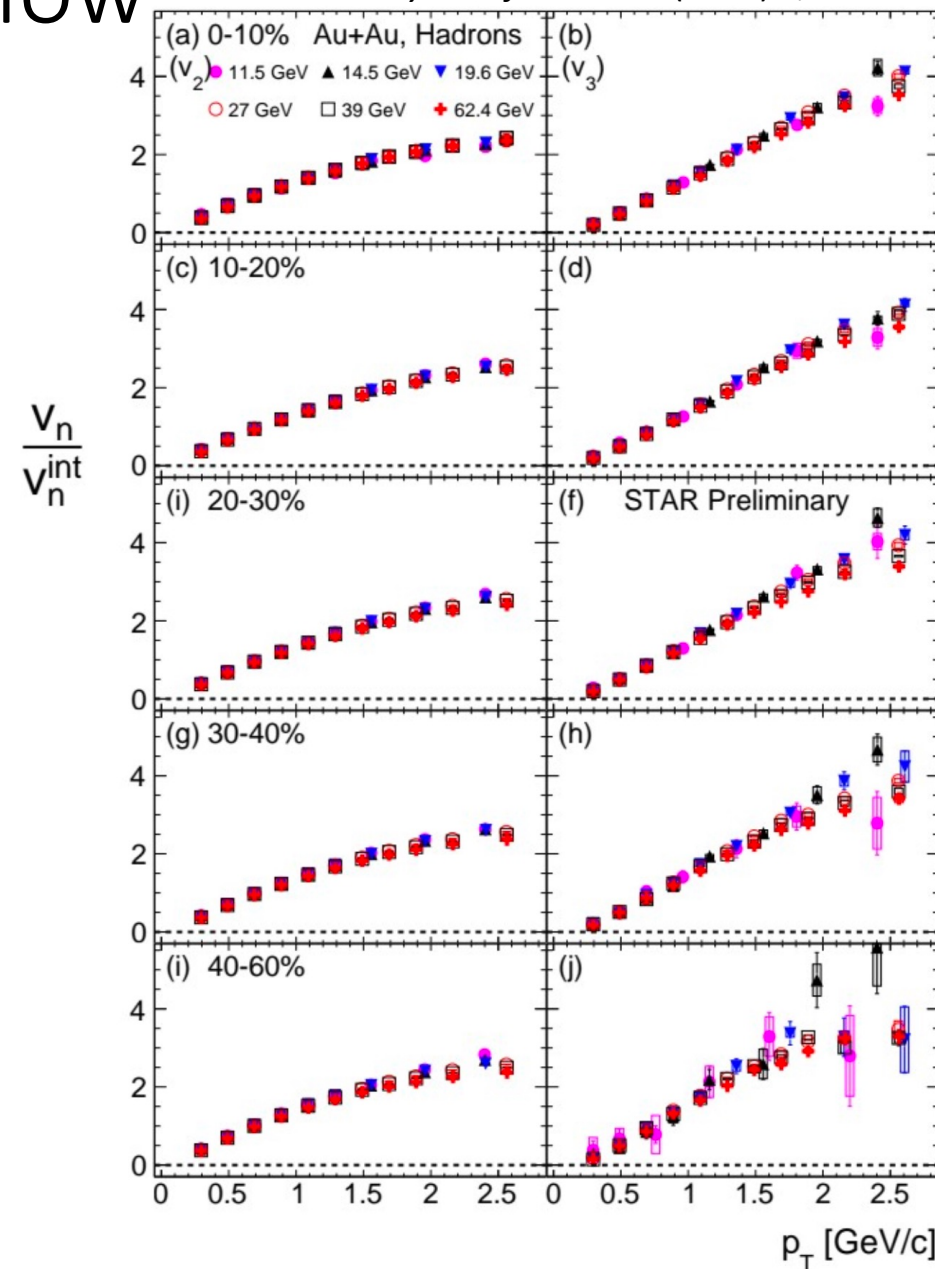 (a) 0-10% Au+Au, Hadrons
(v2) 11.5 GeV 14.5 GeV 19.6 GeV
27 GeV 39 GeV 62.4 GeV
(b)
(v3)
4
2
0
(c) 10-20%
(d)
4
2
0
vn
vn int
(i) 20-30%
(f) STAR Preliminary
4
2
0
(g) 30-40%
(h)
4
2
0
(i) 40-60%
(j)
4
2
0
0 0.5 1 1.5 2 2.5 0 0.5 1 1.5 2 2.5
pT [GeV/c]